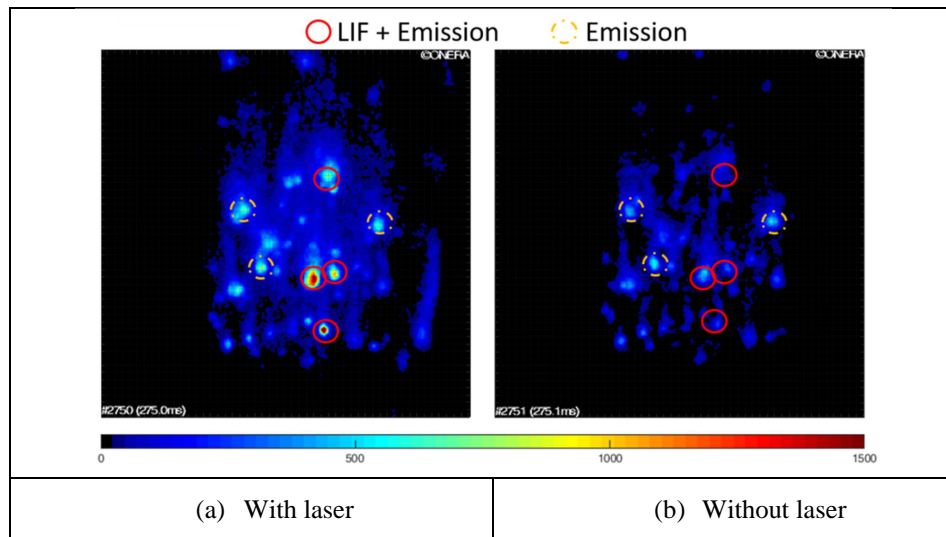 LIF + Emission
Emission
©ONERA
©ONERA
#2750 (275.0ms)
#2751 (275.1ms)
0
500
1000
1500
(a) With laser
(b) Without laser